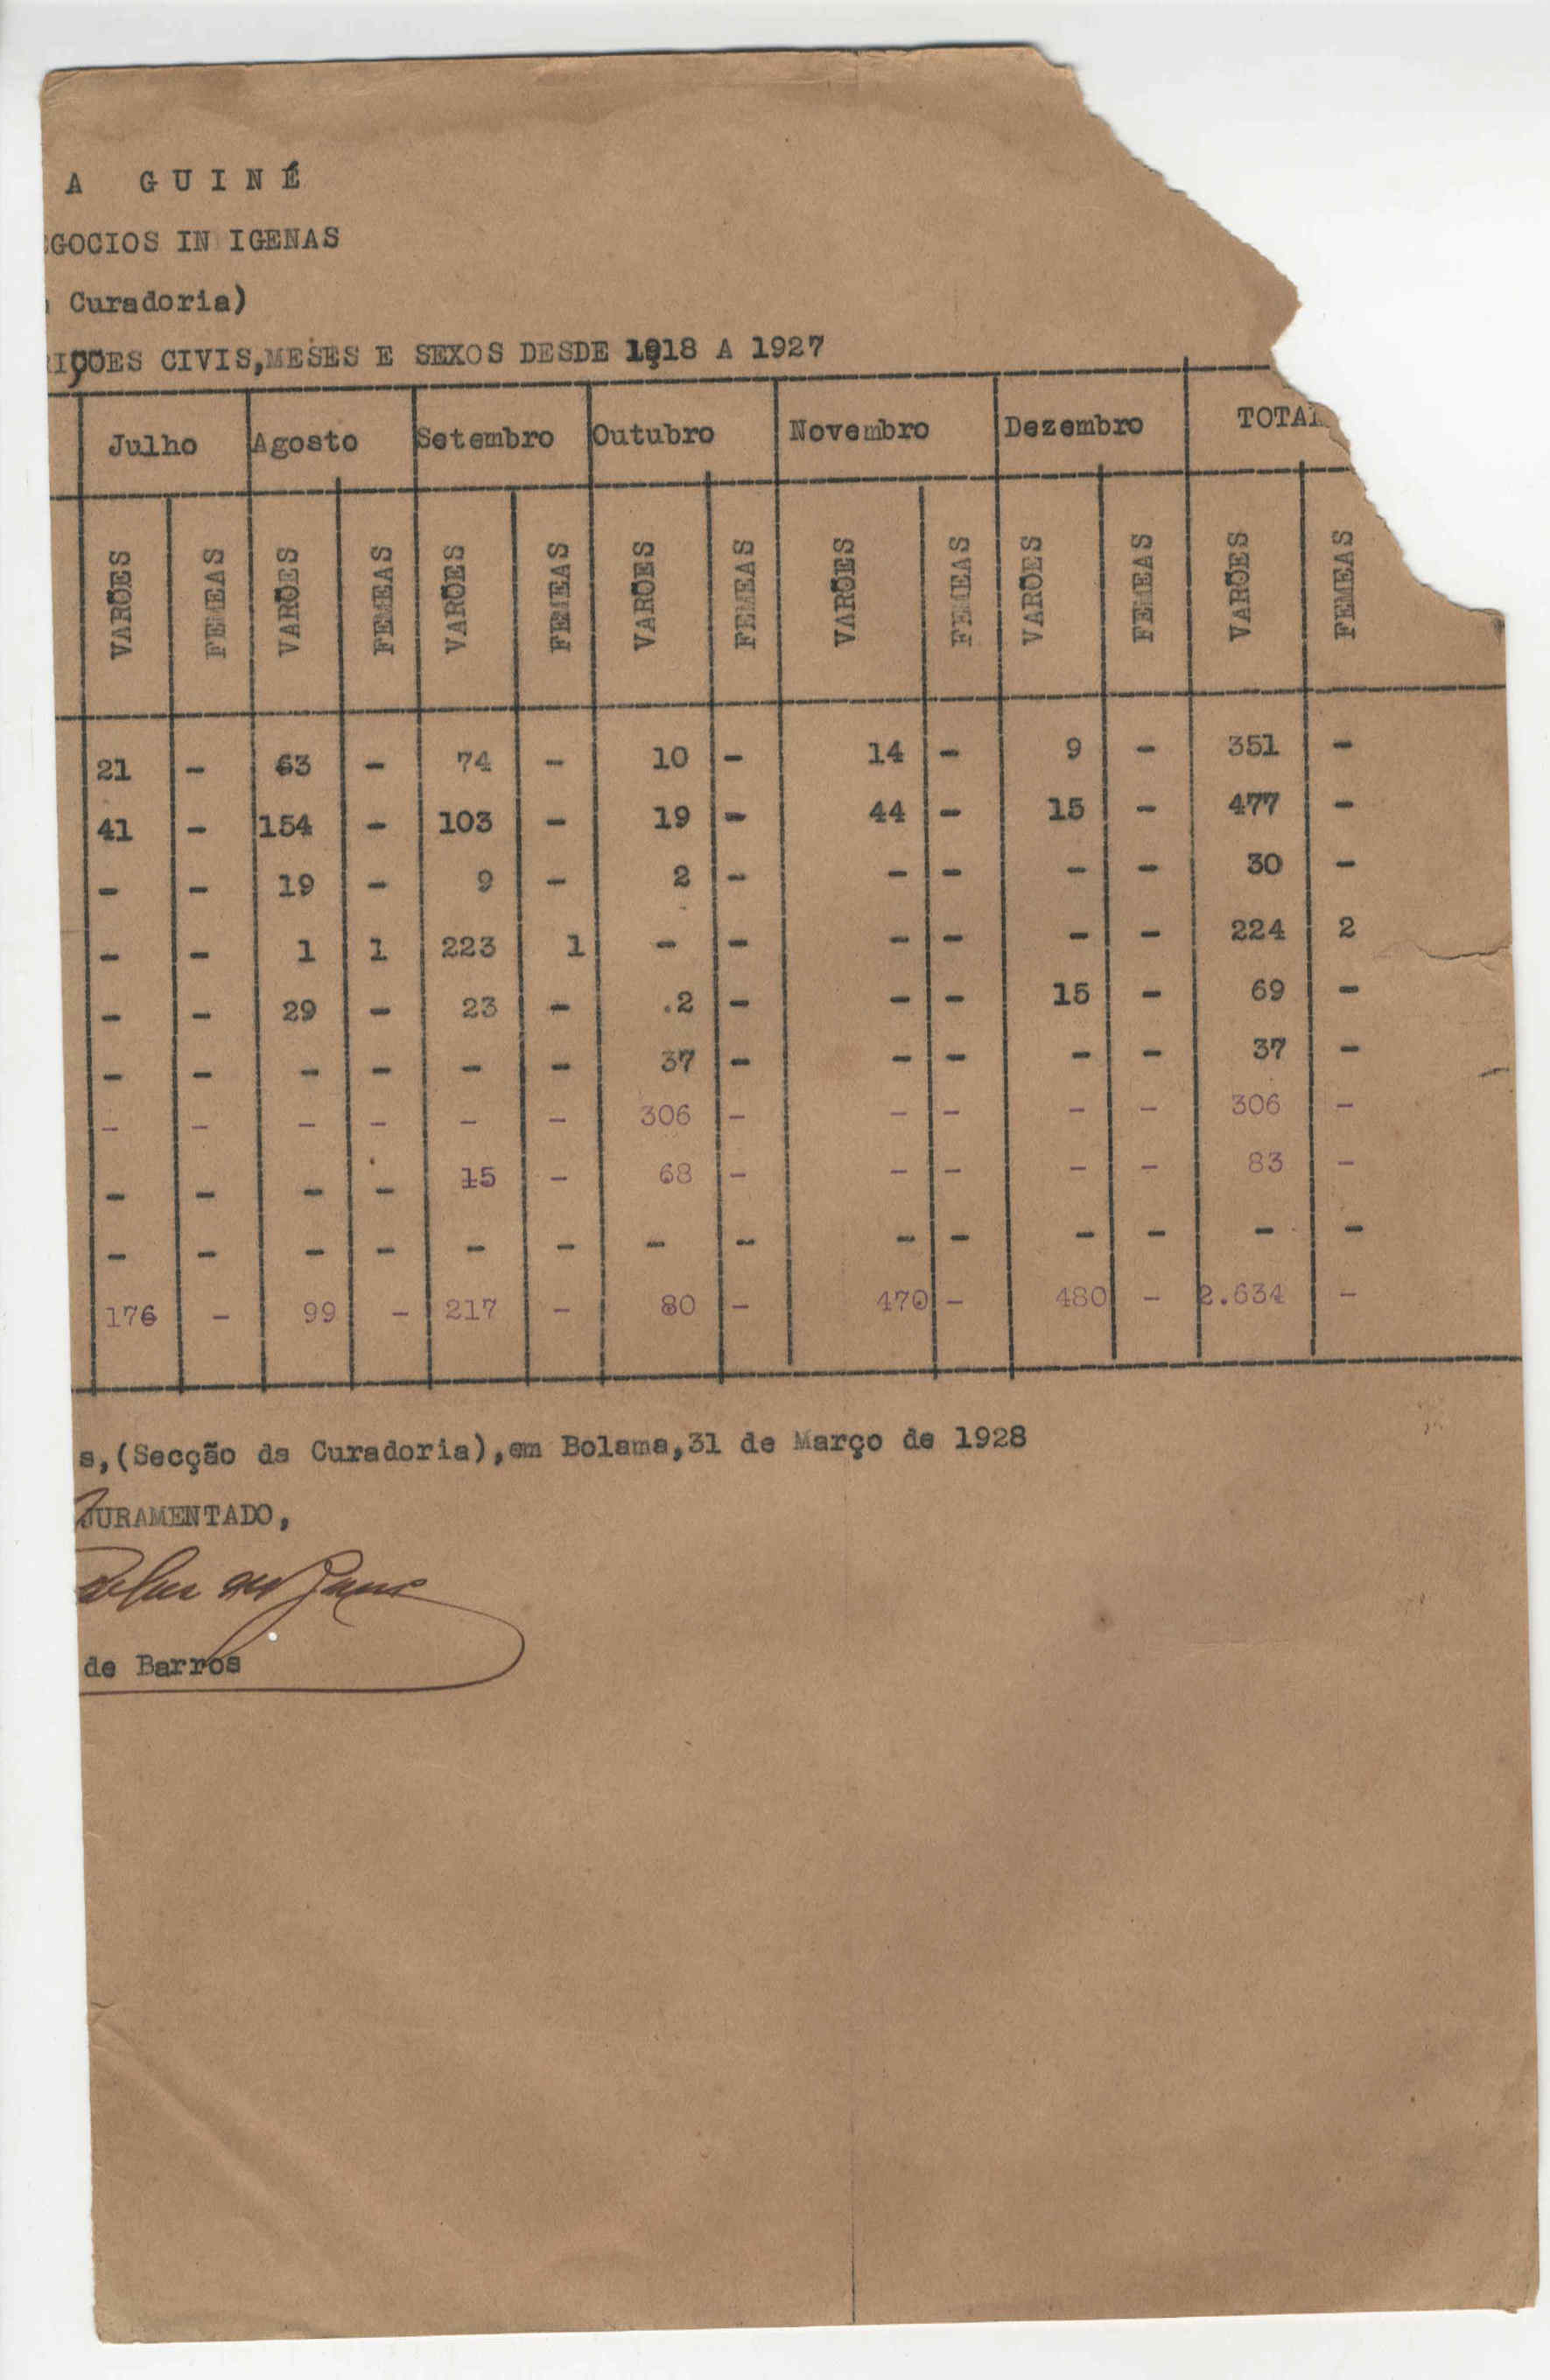 A GUINÉ
GOCIOS IN IGENAS
Curadoria)
IÇÕES CIVIS,MESES E SEXOS DESDE 1918 A 1927
Julho Agosto Setembro Outubro Novembro Dezembro TOTAL
VARÕES FEMEAS VARÕES FEMEAS VARÕES FEMEAS VARÕES FEMEAS VARÕES FEMEAS VARÕES FEMEAS VARÕES FEMEAS
21 - 63 - 74 - 10 - 14 - 9 - 351 -
41 - 154 - 103 - 19 - 44 - 15 - 477 -
- - 19 - 9 - 2 - - - - - 30 -
- - 1 1 223 1 - - - - - - 224 2
- - 29 - 23 - .2 - - - 15 - 69 -
- - - - - - 37 - - - - - 37 -
- - - - - - 306 - - - - - 306 -
- - - - 15 - 68 - - - - - 83 -
- - - - - - - - - - - - - -
176 - 99 - 217 - 80 - 470 - 480 - 2.634 -
s,(Secção da Curadoria),em Bolama,31 de Março de 1928
JURAMENTADO,
de Barros